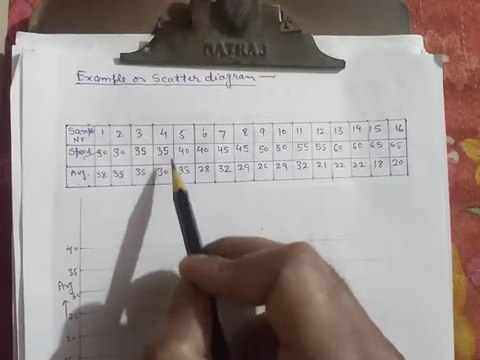 NATRAJ
Example on Scatter diagram —
Sample No. 1 2 3 4 5 6 7 8 9 10 11 12 13 14 15 16
Speed 30 30 35 35 40 40 45 45 50 50 55 55 60 60 65 65
Avg. 38 35 35 30 33 28 32 29 26 29 32 21 22 22 18 20
40
35
Avg
30
25
30